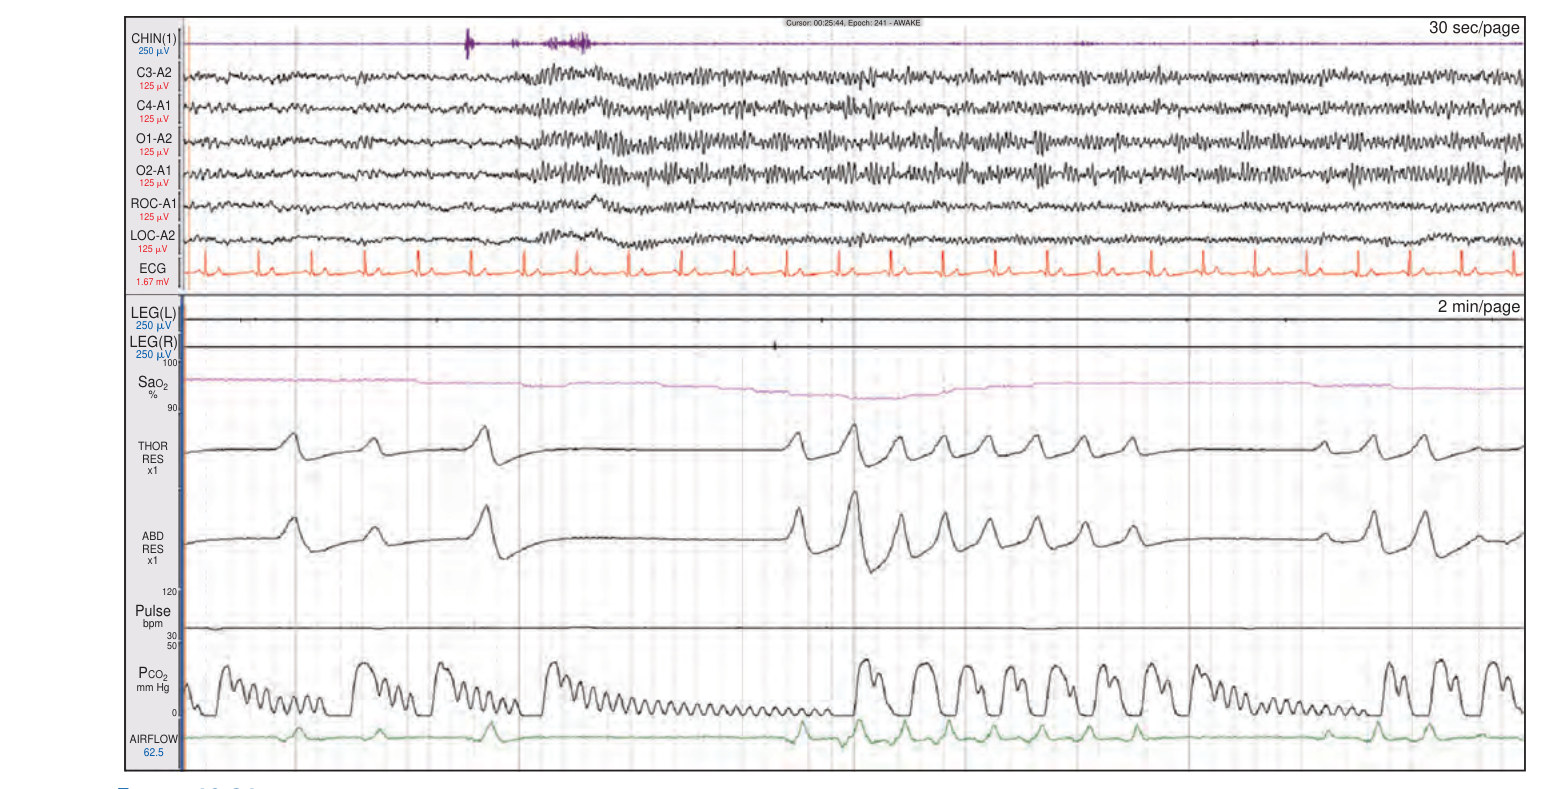 Cursor: 00:25:44, Epoch: 241 - AWAKE
30 sec/page
CHIN(1)
250 µV
C3-A2
125 µV
C4-A1
125 µV
O1-A2
125 µV
O2-A1
125 µV
ROC-A1
125 µV
LOC-A2
125 µV
ECG
1.67 mV
2 min/page
LEG(L)
250 µV
LEG(R)
250 µV
100
SaO2
%
90
THOR
RES
x1
ABD
RES
x1
120
Pulse
bpm
30
50
PCO2
mm Hg
0
AIRFLOW
62.5